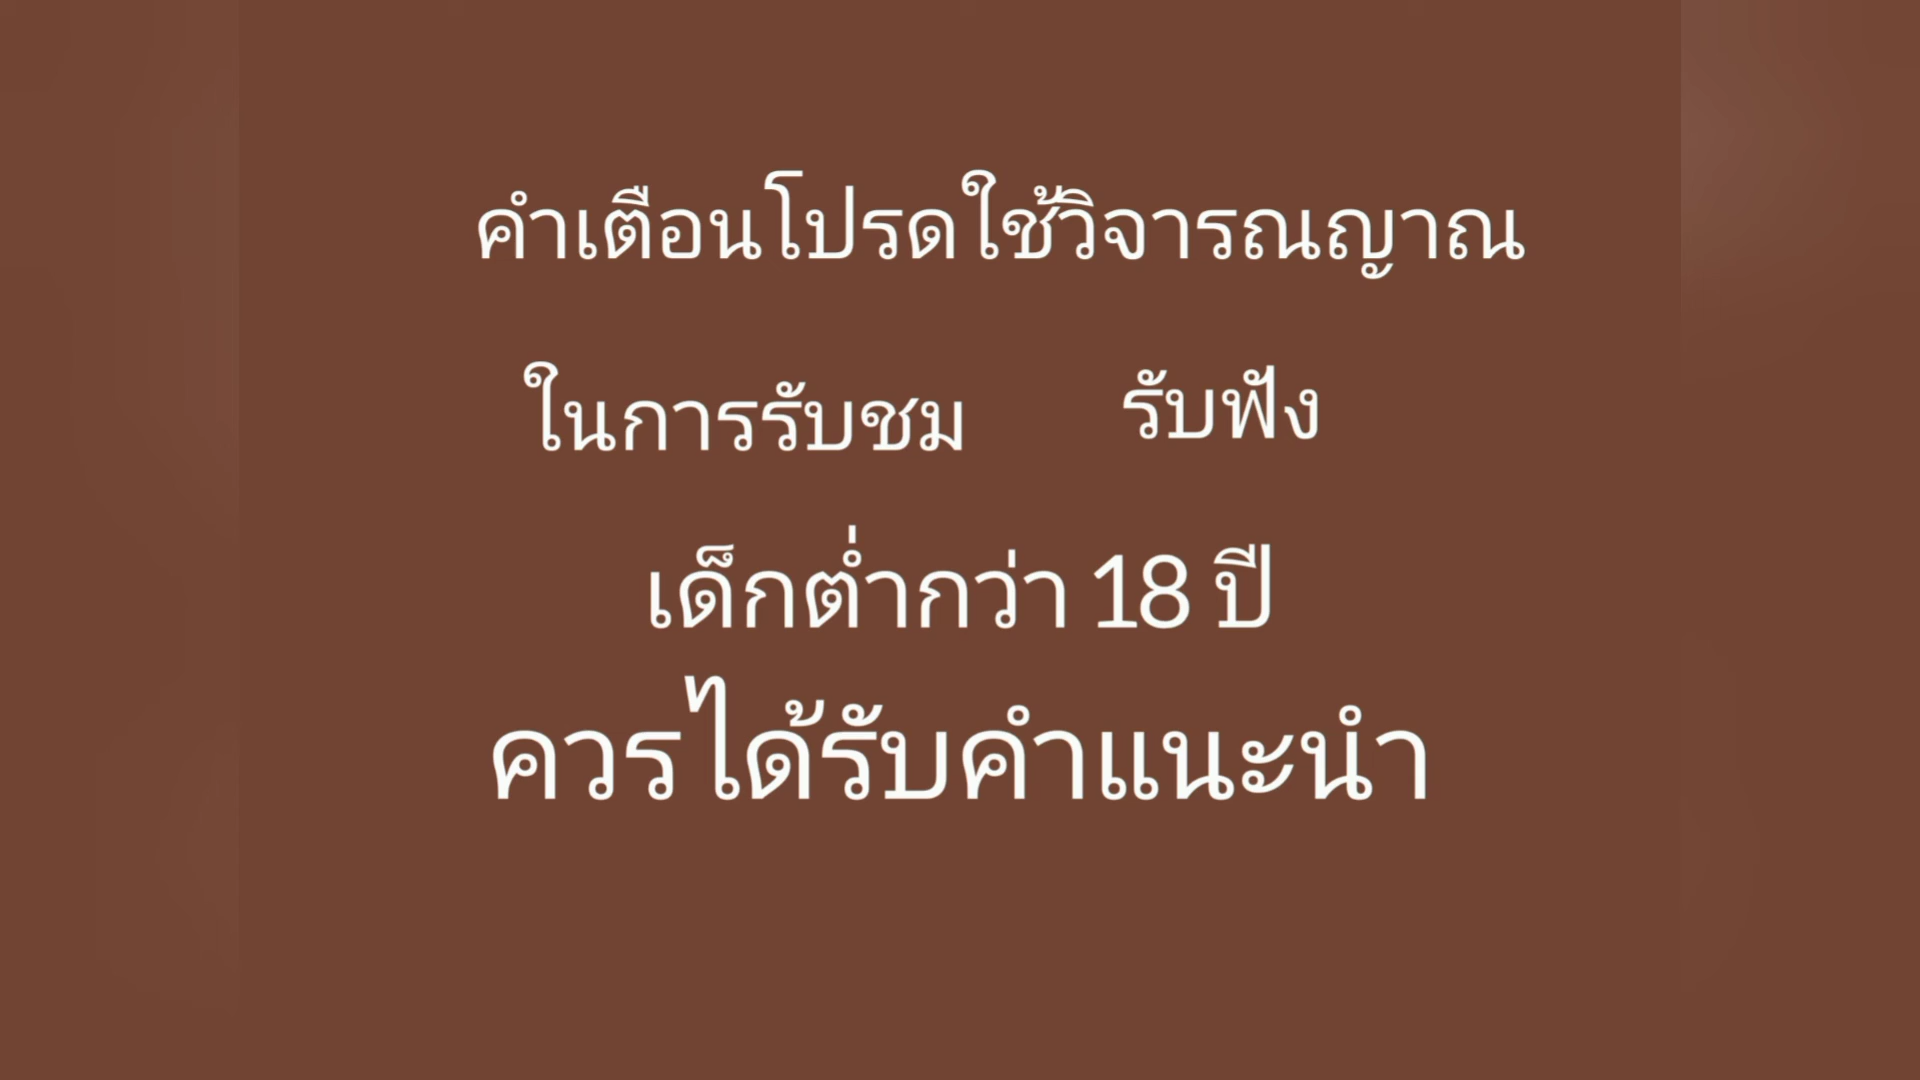 คำเตือนโปรดใช้วิจารณญาณ
ในการรับชม รับฟัง
เด็กต่ำกว่า 18 ปี
ควรได้รับคำแนะนำ